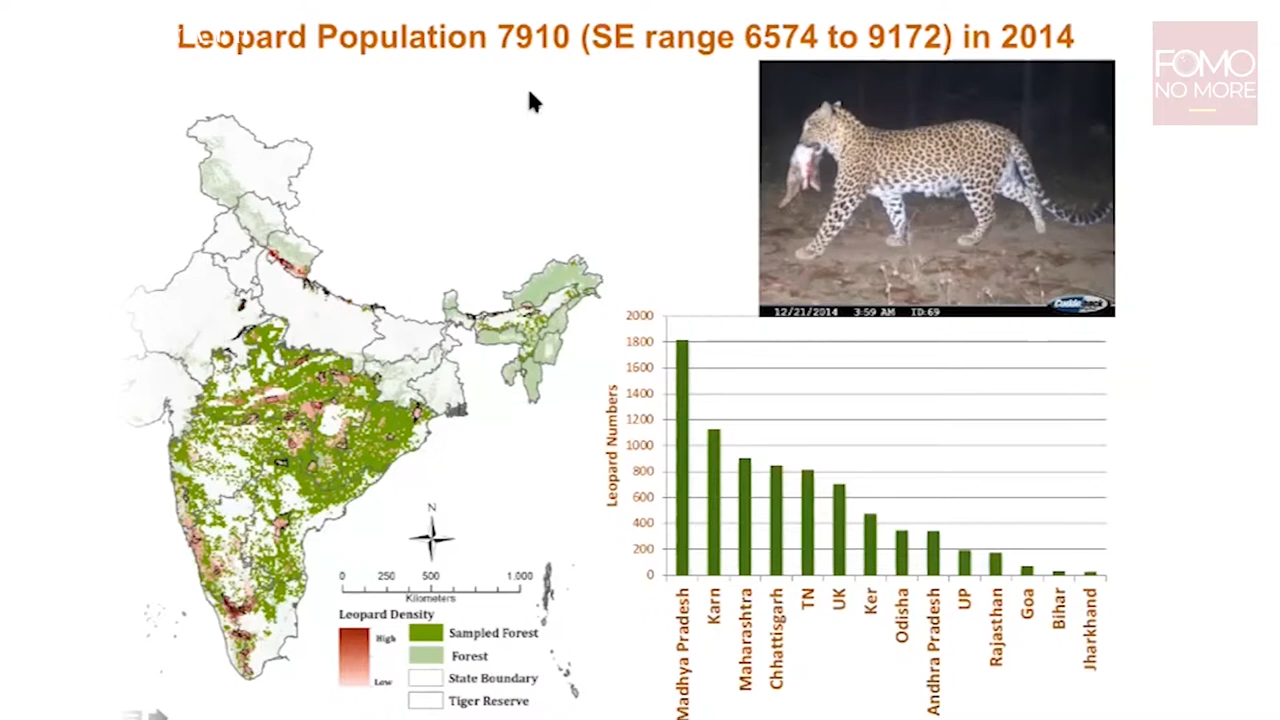 Leopard Population 7910 (SE range 6574 to 9172) in 2014
FOMO
NO MORE
12/21/2014 3:59 AM ID:69
Cuddeback
2000
1800
1600
1400
1200
1000
800
600
400
200
0
Leopard Numbers
Madhya Pradesh
Karn
Maharashtra
Chhattisgarh
TN
UK
Ker
Odisha
Andhra Pradesh
UP
Rajasthan
Goa
Bihar
Jharkhand
N
0 250 500 1,000
Kilometers
Leopard Density
High
Low
Sampled Forest
Forest
State Boundary
Tiger Reserve